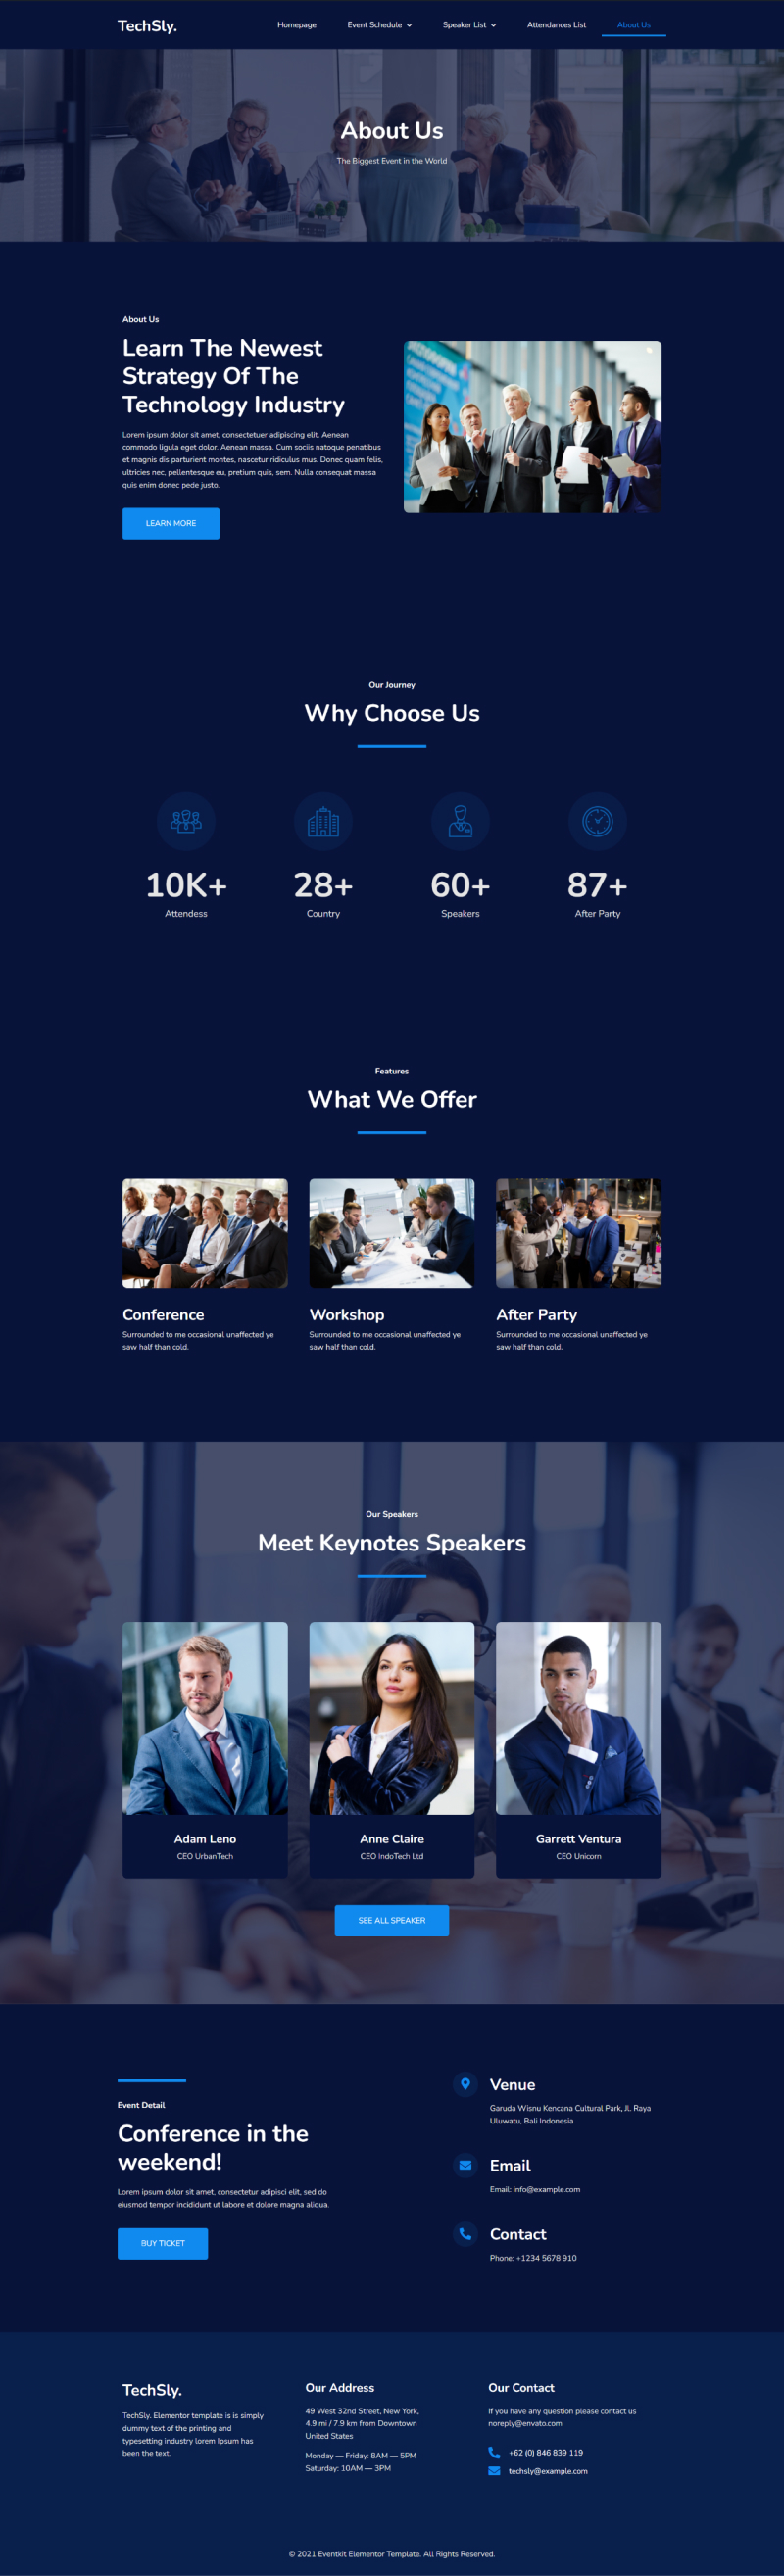 TechSly.
Homepage
Event Schedule
Speaker List
Attendances List
About Us
About Us
The Biggest Event in the World
About Us
Learn The Newest
Strategy Of The
Technology Industry
Lorem ipsum dolor sit amet, consectetuer adipiscing elit. Aenean
commodo ligula eget dolor. Aenean massa. Cum sociis natoque penatibus
et magnis dis parturient montes, nascetur ridiculus mus. Donec quam felis,
ultricies nec, pellentesque eu, pretium quis, sem. Nulla consequat massa
quis enim donec pede justo.
LEARN MORE
Our Journey
Why Choose Us
10K+
Attendess
28+
Country
60+
Speakers
87+
After Party
Features
What We Offer
Conference
Surrounded to me occasional unaffected ye
saw half than cold.
Workshop
Surrounded to me occasional unaffected ye
saw half than cold.
After Party
Surrounded to me occasional unaffected ye
saw half than cold.
Our Speakers
Meet Keynotes Speakers
Adam Leno
CEO UrbanTech
Anne Claire
CEO IndoTech Ltd
Garrett Ventura
CEO Unicorn
SEE ALL SPEAKER
Event Detail
Conference in the
weekend!
Lorem ipsum dolor sit amet, consectetur adipisci elit, sed do
eiusmod tempor incididunt ut labore et dolore magna aliqua.
BUY TICKET
Venue
Garuda Wisnu Kencana Cultural Park, Jl. Raya
Uluwatu, Bali Indonesia
Email
Email: info@example.com
Contact
Phone: +1234 5678 910
TechSly.
TechSly. Elementor template is is simply
dummy text of the printing and
typesetting industry lorem Ipsum has
been the text.
Our Address
49 West 32nd Street, New York,
4.9 mi / 7.9 km from Downtown
United States
Monday — Friday: 8AM — 5PM
Saturday: 10AM — 3PM
Our Contact
If you have any question please contact us
noreply@envato.com
+62 (0) 846 839 119
techsly@example.com
© 2021 Eventkit Elementor Template. All Rights Reserved.